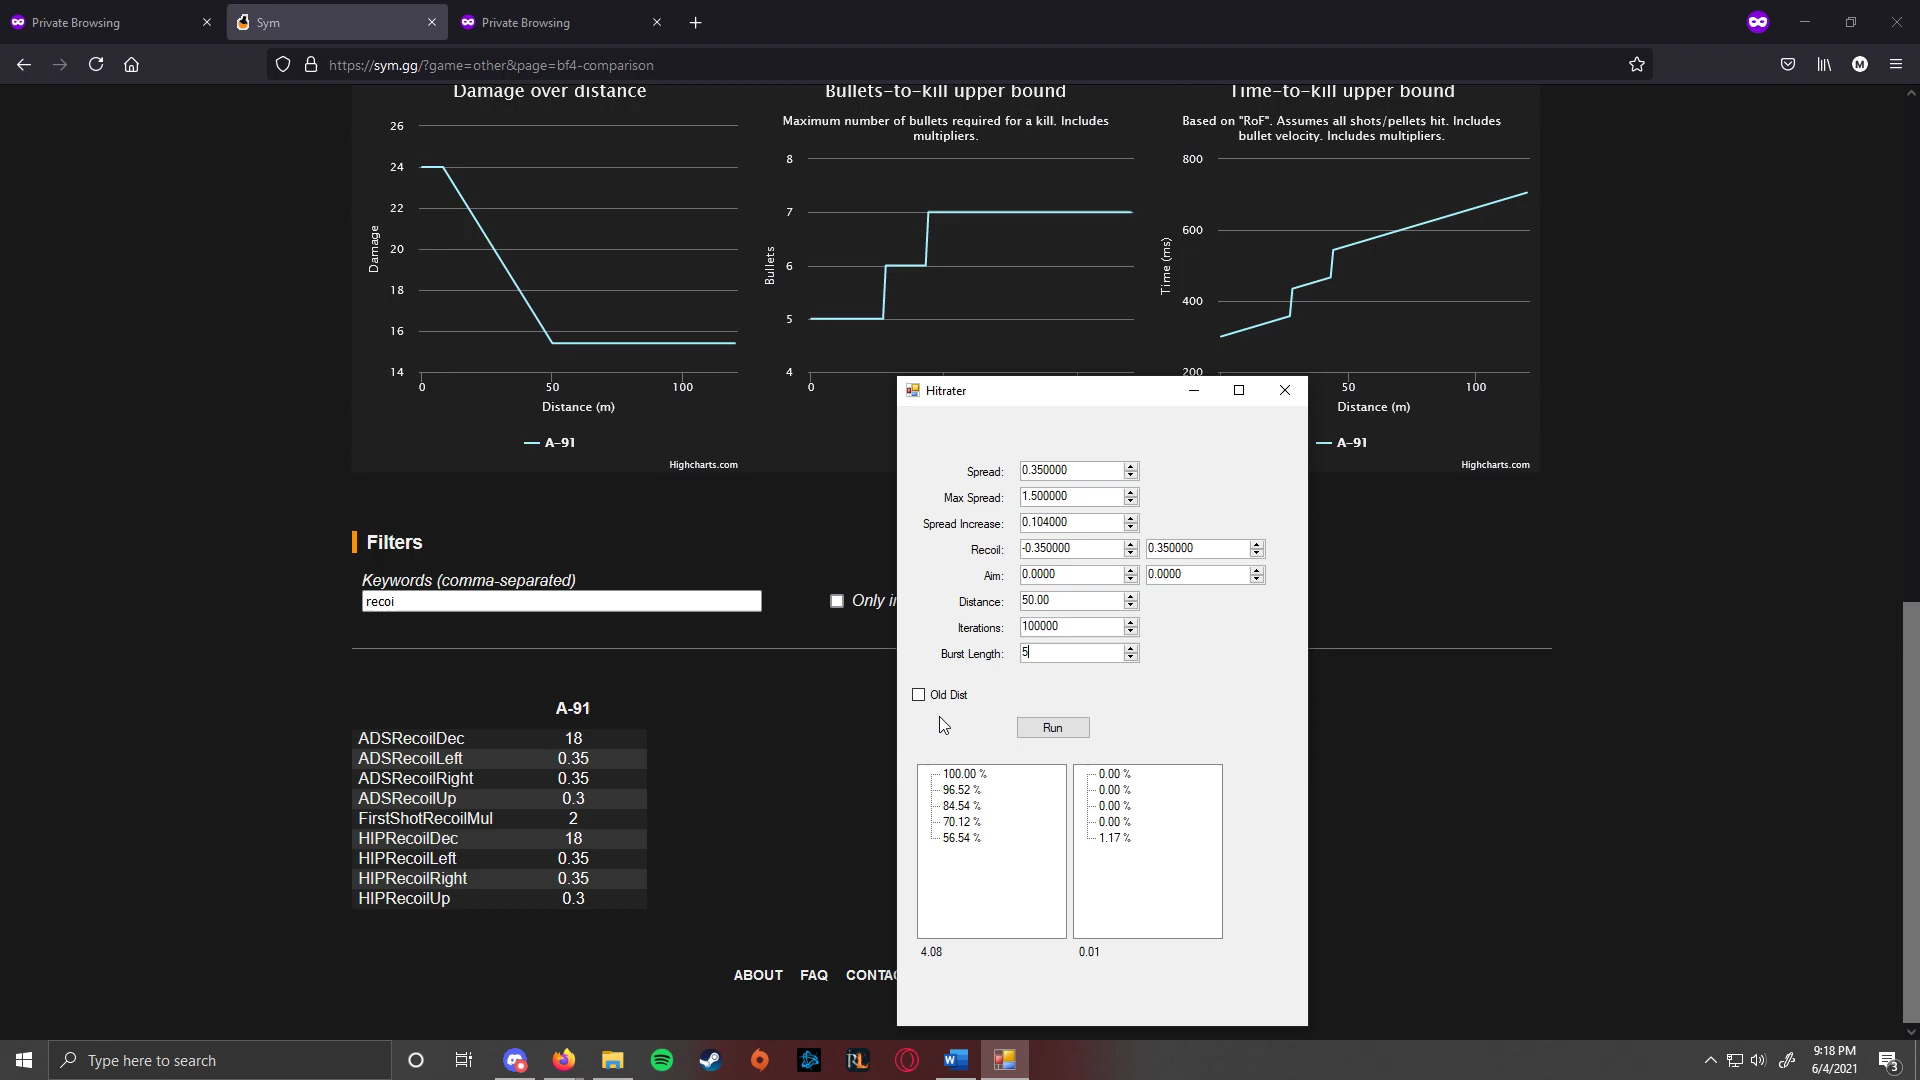 Private Browsing
Sym
Private Browsing
https://sym.gg/?game=other&page=bf4-comparison
M
Damage over distance
26
24
22
20
18
16
14
Damage
0
50
100
Distance (m)
A-91
Highcharts.com
Bullets-to-kill upper bound
Maximum number of bullets required for a kill. Includes
multipliers.
8
7
6
5
4
Bullets
0
Time-to-kill upper bound
Based on "RoF". Assumes all shots/pellets hit. Includes
bullet velocity. Includes multipliers.
800
600
400
200
Time (ms)
50
100
Distance (m)
A-91
Highcharts.com
Filters
Keywords (comma-separated)
recoi
Only i
A-91
ADSRecoilDec 18
ADSRecoilLeft 0.35
ADSRecoilRight 0.35
ADSRecoilUp 0.3
FirstShotRecoilMul 2
HIPRecoilDec 18
HIPRecoilLeft 0.35
HIPRecoilRight 0.35
HIPRecoilUp 0.3
ABOUT FAQ CONTAC
Hitrater
Spread: 0.350000
Max Spread: 1.500000
Spread Increase: 0.104000
Recoil: -0.350000 0.350000
Aim: 0.0000 0.0000
Distance: 50.00
Iterations: 100000
Burst Length: 5
Old Dist
Run
100.00 %
96.52 %
84.54 %
70.12 %
56.54 %
4.08
0.00 %
0.00 %
0.00 %
0.00 %
1.17 %
0.01
Type here to search
9:18 PM
6/4/2021
3